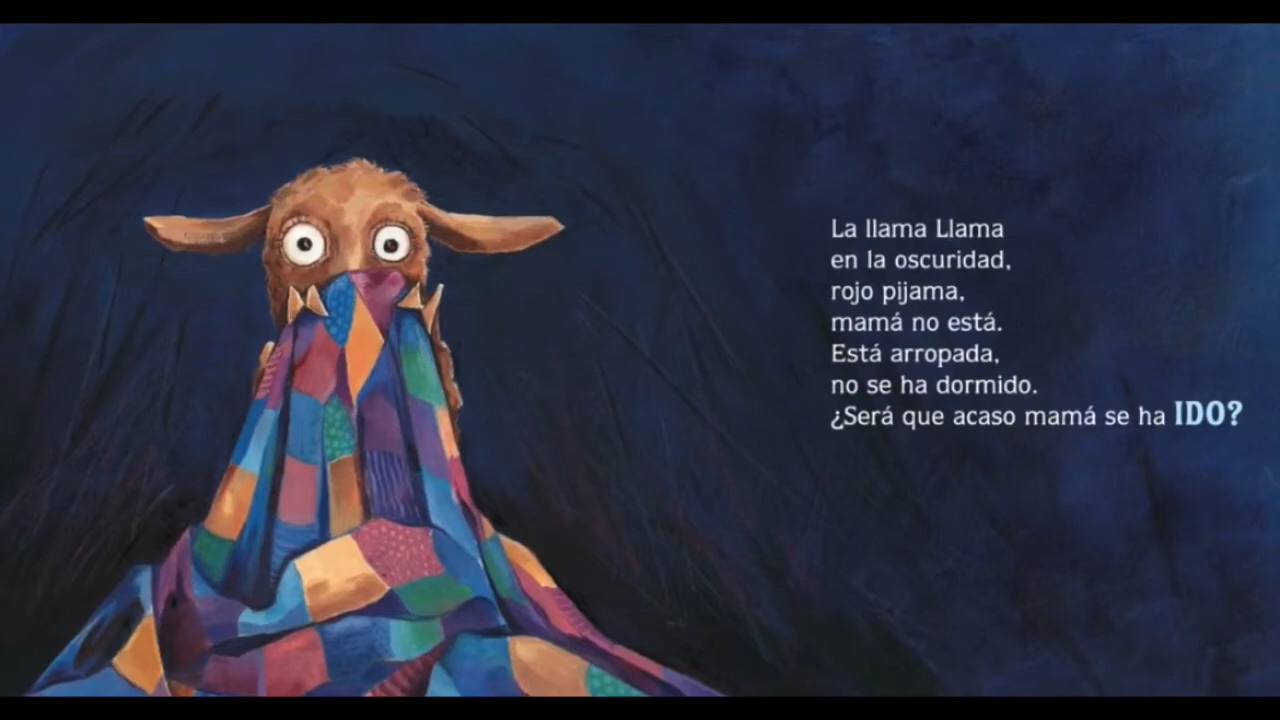 La llama Llama
en la oscuridad,
rojo pijama,
mamá no está.
Está arropada,
no se ha dormido.
¿Será que acaso mamá se ha IDO?